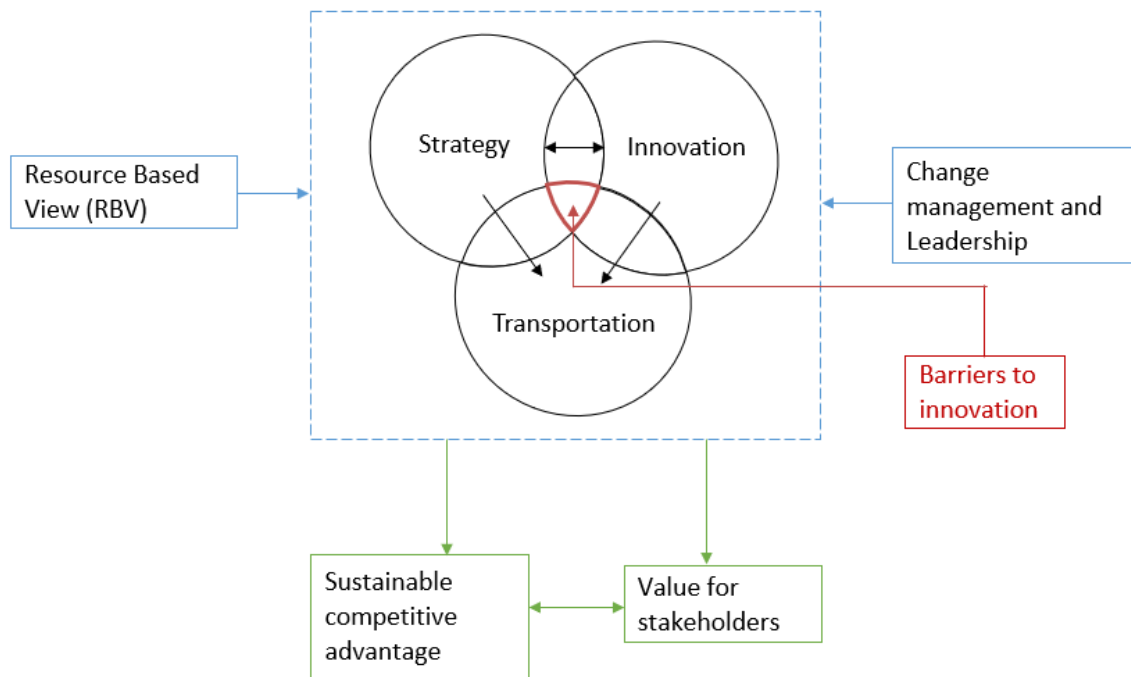 Strategy
Innovation
Resource Based
View (RBV)
Change
management and
Leadership
Transportation
Barriers to
innovation
Sustainable
competitive
advantage
Value for
stakeholders